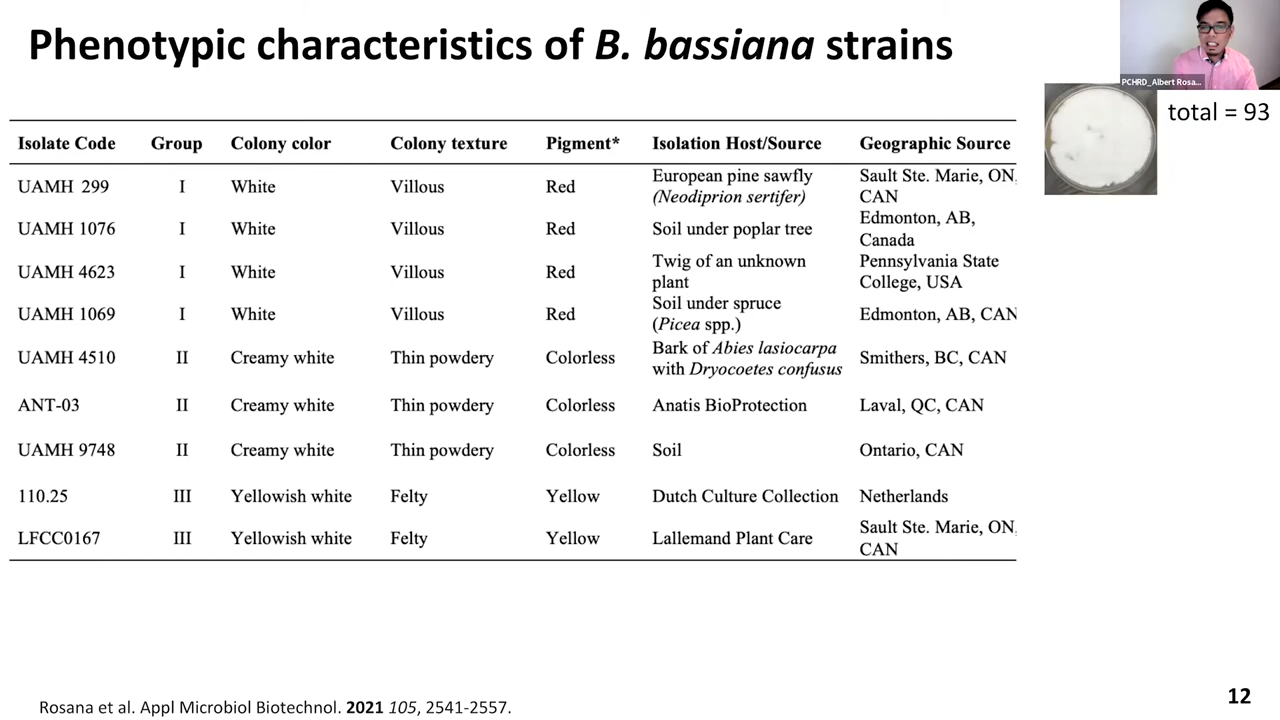 Phenotypic characteristics of B. bassiana strains
PCHRD_Albert Rosa...
total = 93
Isolate Code Group Colony color Colony texture Pigment* Isolation Host/Source Geographic Source
UAMH 299 I White Villous Red European pine sawfly (Neodiprion sertifer) Sault Ste. Marie, ON, CAN
UAMH 1076 I White Villous Red Soil under poplar tree Edmonton, AB, Canada
UAMH 4623 I White Villous Red Twig of an unknown plant Pennsylvania State College, USA
UAMH 1069 I White Villous Red Soil under spruce (Picea spp.) Edmonton, AB, CAN
UAMH 4510 II Creamy white Thin powdery Colorless Bark of Abies lasiocarpa with Dryocoetes confusus Smithers, BC, CAN
ANT-03 II Creamy white Thin powdery Colorless Anatis BioProtection Laval, QC, CAN
UAMH 9748 II Creamy white Thin powdery Colorless Soil Ontario, CAN
110.25 III Yellowish white Felty Yellow Dutch Culture Collection Netherlands
LFCC0167 III Yellowish white Felty Yellow Lallemand Plant Care Sault Ste. Marie, ON, CAN
Rosana et al. Appl Microbiol Biotechnol. 2021 105, 2541-2557.
12